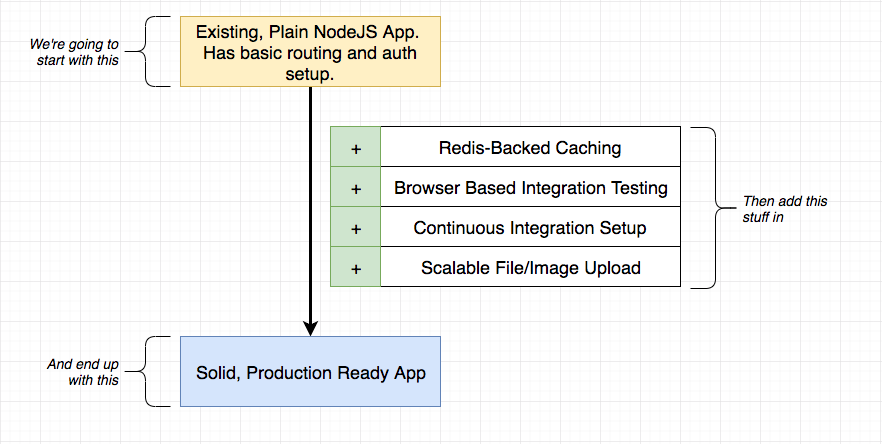 We're going to
start with this
Existing, Plain NodeJS App.
Has basic routing and auth
setup.
+ Redis-Backed Caching
+ Browser Based Integration Testing
+ Continuous Integration Setup
+ Scalable File/Image Upload
Then add this
stuff in
And end up
with this
Solid, Production Ready App